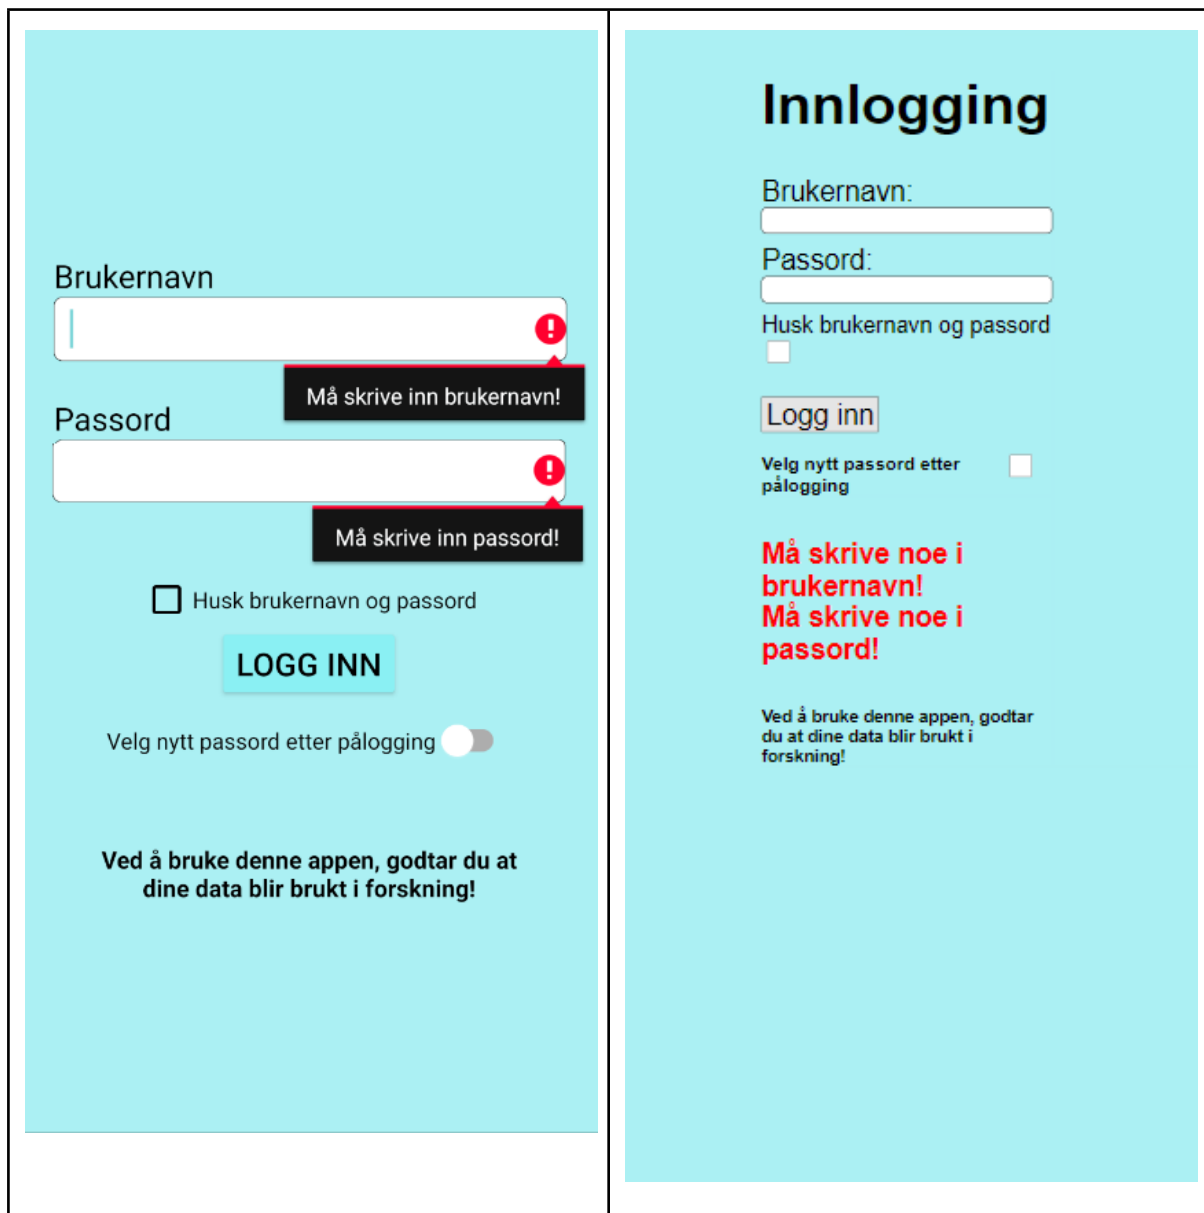 Brukernavn
Må skrive inn brukernavn!
Passord
Må skrive inn passord!
Husk brukernavn og passord
LOGG INN
Velg nytt passord etter pålogging
Ved å bruke denne appen, godtar du at
dine data blir brukt i forskning!
Innlogging
Brukernavn:
Passord:
Husk brukernavn og passord
Logg inn
Velg nytt passord etter
pålogging
Må skrive noe i
brukernavn!
Må skrive noe i
passord!
Ved å bruke denne appen, godtar
du at dine data blir brukt i
forskning!